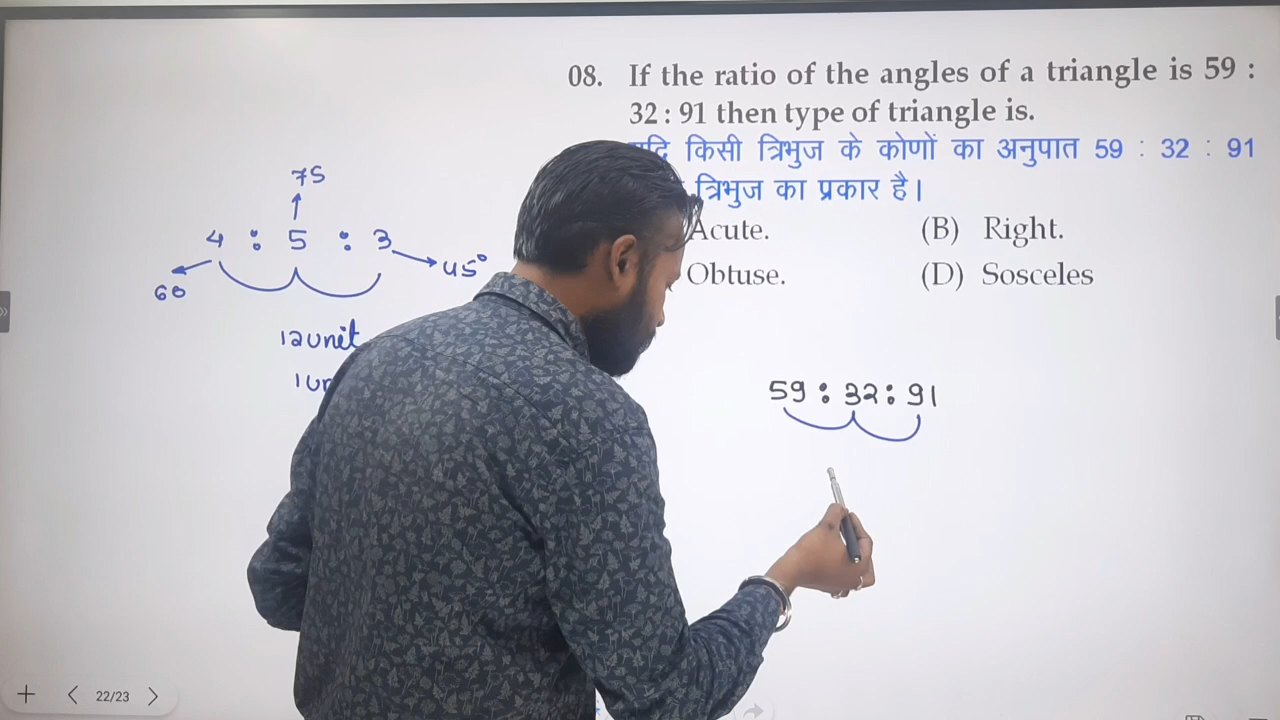 08. If the ratio of the angles of a triangle is 59 :
32 : 91 then type of triangle is.
किसी त्रिभुज के कोणों का अनुपात 59 : 32 : 91
त्रिभुज का प्रकार है।
Acute. (B) Right.
Obtuse. (D) Sosceles
75
4 : 5 : 3
60
45°
12unit
59 : 32 : 91
22/23